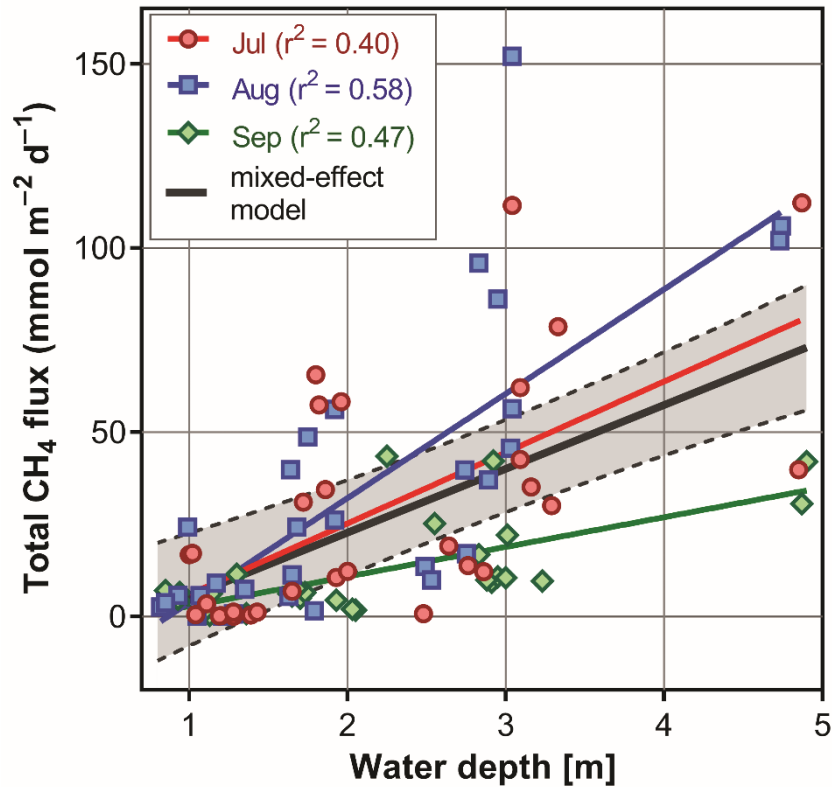 Jul (r² = 0.40)
Aug (r² = 0.58)
Sep (r² = 0.47)
mixed-effect
model
Total CH₄ flux (mmol m⁻² d⁻¹)
150
100
50
0
1 2 3 4 5
Water depth [m]